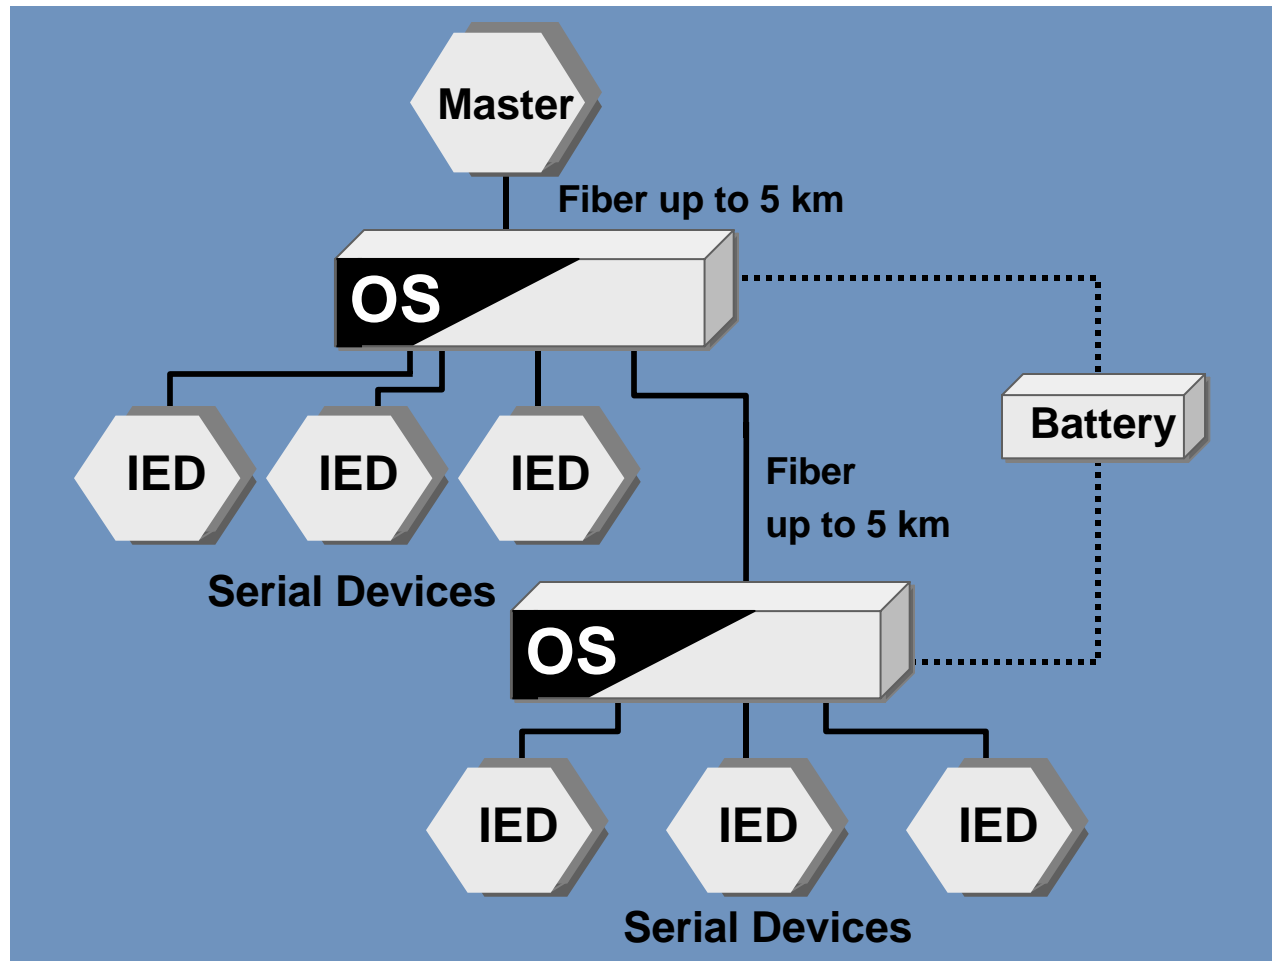 Master
Fiber up to 5 km
OS
Battery
IED IED IED
Fiber
up to 5 km
Serial Devices
OS
IED IED IED
Serial Devices